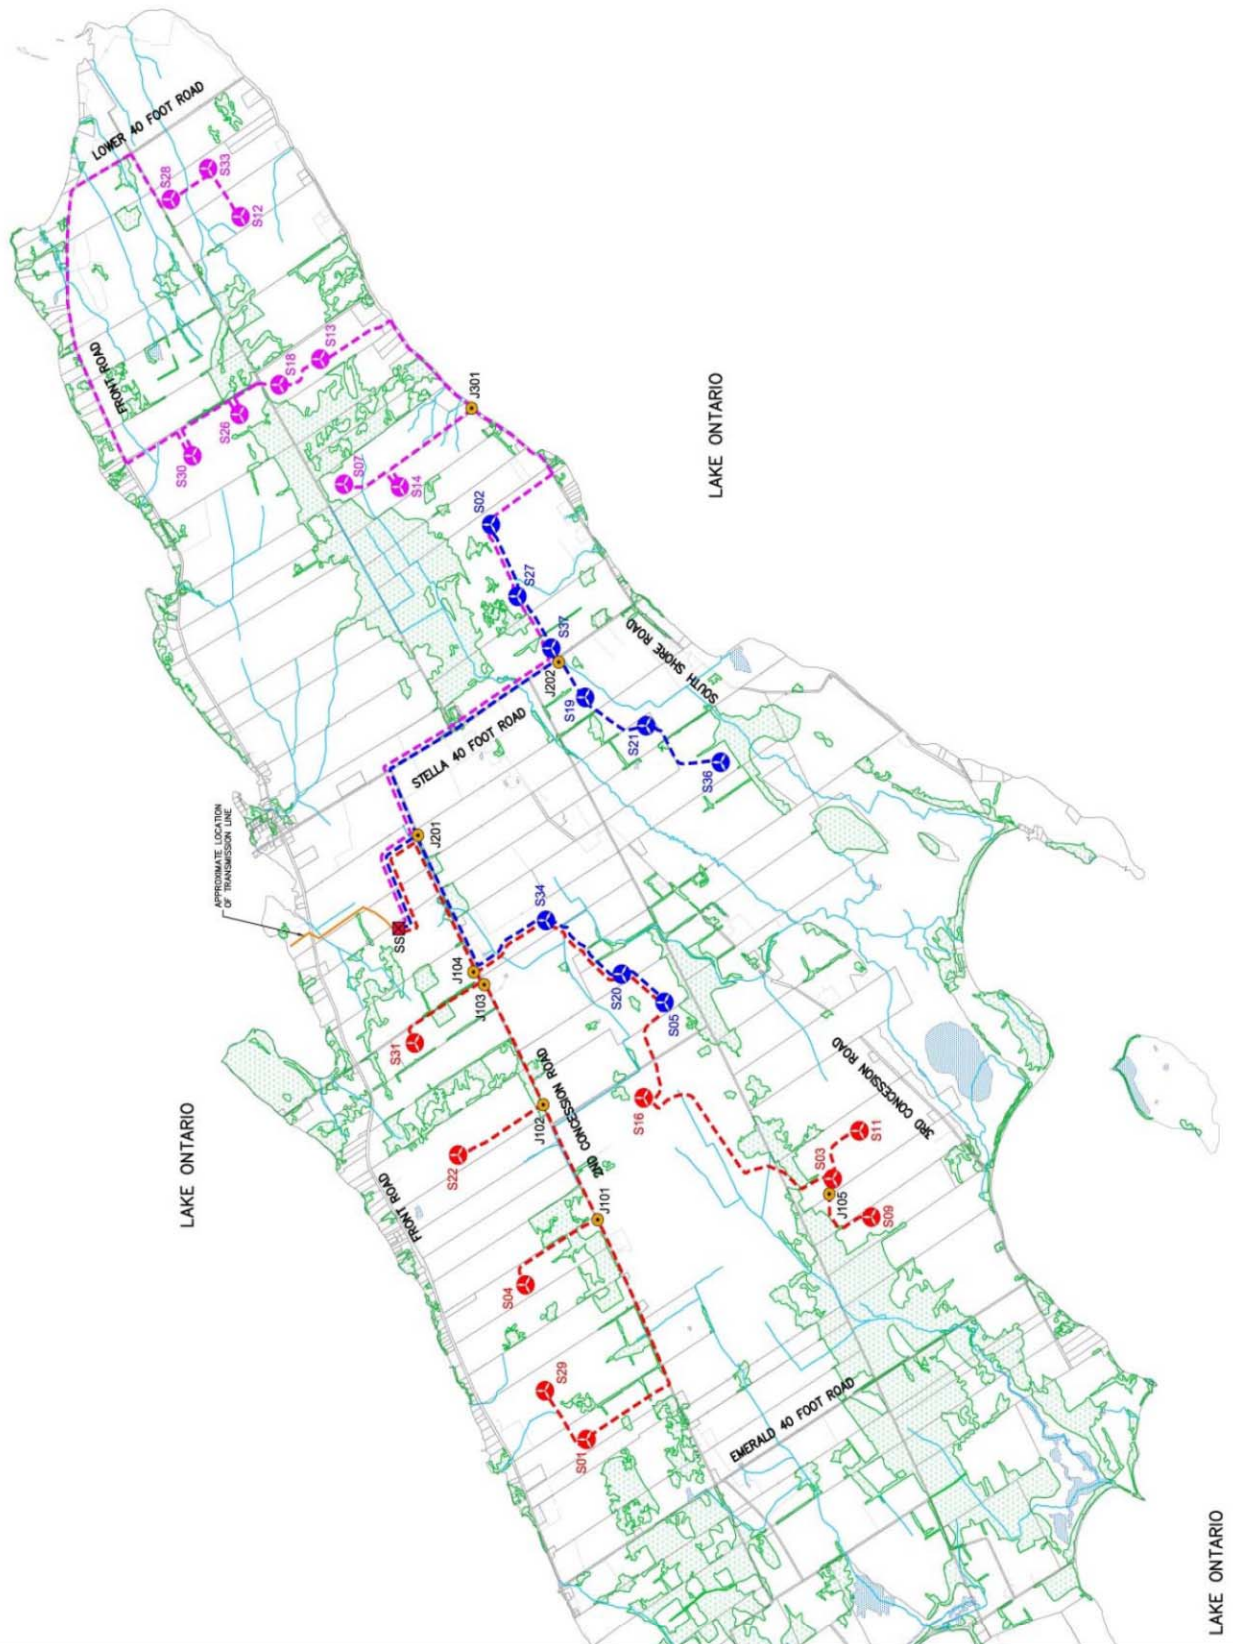 LOWER 40 FOOT ROAD
S28
S33
S12
FRONT ROAD
S18
S13
S26
S30
J301
LAKE ONTARIO
S07
S14
S02
S27
S37
J202
SOUTH SHORE ROAD
S19
STELLA 40 FOOT ROAD
S21
S36
APPROXIMATE LOCATION
OF TRANSMISSION LINE
J201
SS
S34
J104
J103
S20
S05
S31
LAKE ONTARIO
2ND CONCESSION ROAD
J102
S16
3RD CONCESSION ROAD
S22
S11
S03
FRONT ROAD
J101
J105
S09
S04
S29
S01
EMERALD 40 FOOT ROAD
LAKE ONTARIO